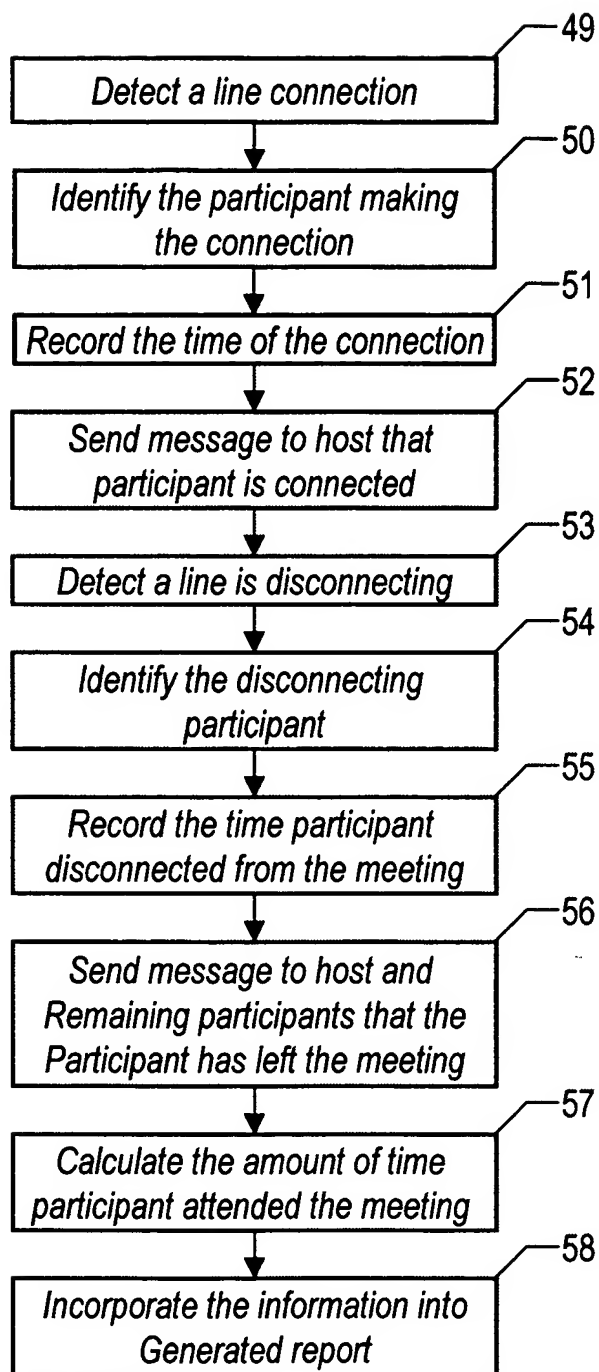 49
Detect a line connection
50
Identify the participant making
the connection
51
Record the time of the connection
52
Send message to host that
participant is connected
53
Detect a line is disconnecting
54
Identify the disconnecting
participant
55
Record the time participant
disconnected from the meeting
56
Send message to host and
Remaining participants that the
Participant has left the meeting
57
Calculate the amount of time
participant attended the meeting
58
Incorporate the information into
Generated report